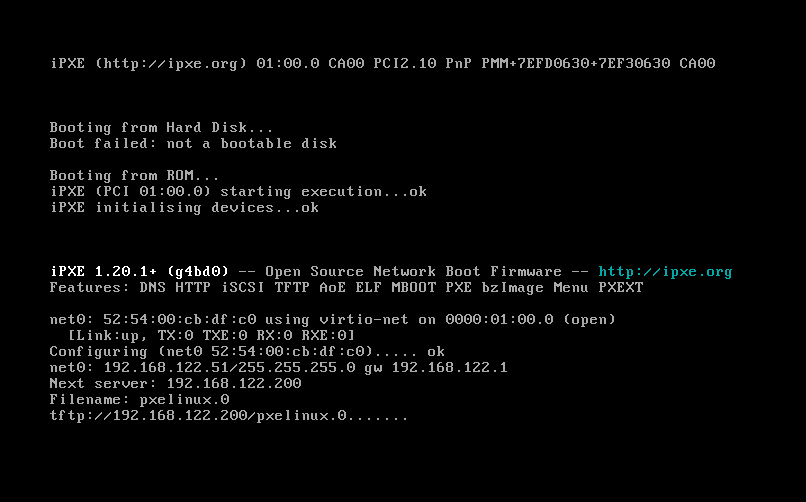 iPXE (http://ipxe.org) 01:00.0 CA00 PCI2.10 PnP PMM+7EFD0630+7EF30630 CA00
Booting from Hard Disk...
Boot failed: not a bootable disk
Booting from ROM...
iPXE (PCI 01:00.0) starting execution...ok
iPXE initialising devices...ok
iPXE 1.20.1+ (g4bd0) -- Open Source Network Boot Firmware -- http://ipxe.org
Features: DNS HTTP iSCSI TFTP AoE ELF MBOOT PXE bzImage Menu PXEXT
net0: 52:54:00:cb:df:c0 using virtio-net on 0000:01:00.0 (open)
[Link:up, TX:0 TXE:0 RX:0 RXE:0]
Configuring (net0 52:54:00:cb:df:c0)..... ok
net0: 192.168.122.51/255.255.255.0 gw 192.168.122.1
Next server: 192.168.122.200
Filename: pxelinux.0
tftp://192.168.122.200/pxelinux.0.......